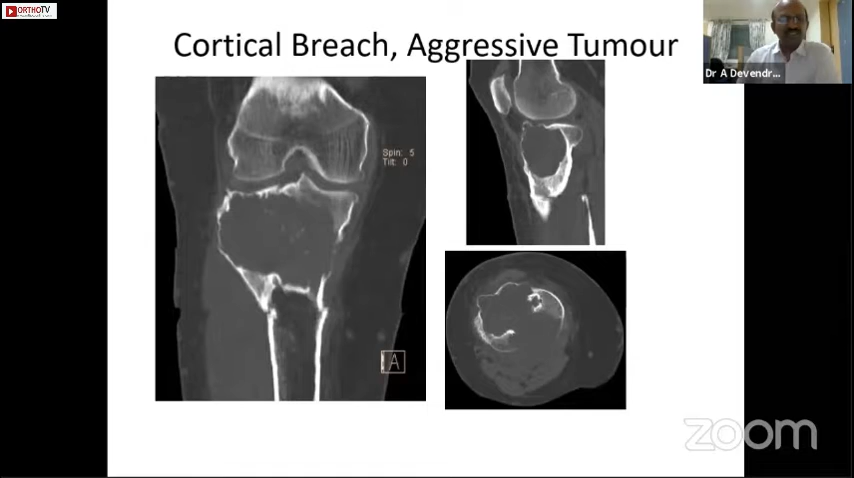 ORTHOTV
Cortical Breach, Aggressive Tumour
Dr A Devendr...
Spin: 5
Tilt: 0
A
zoom